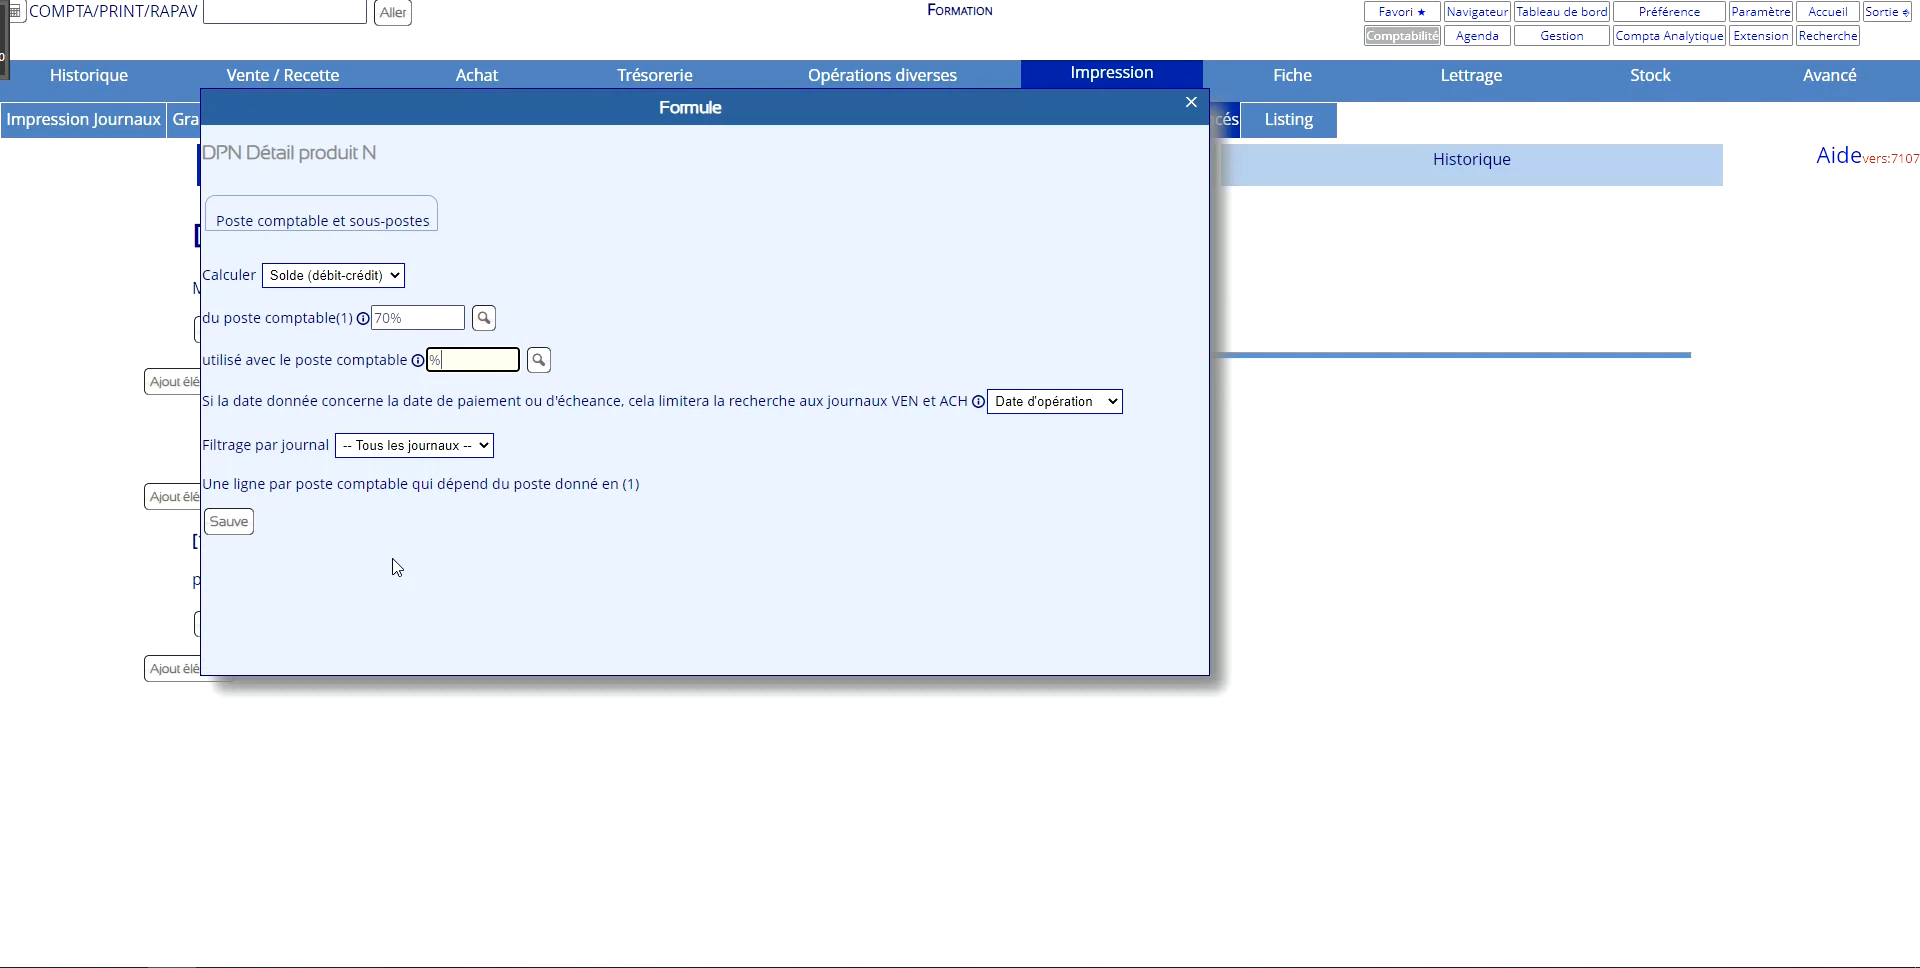 COMPTA/PRINT/RAPAV Aller
Formation
Favori ★ Navigateur Tableau de bord Préférence Paramètre Accueil Sortie
Comptabilité Agenda Gestion Compta Analytique Extension Recherche
Historique Vente / Recette Achat Trésorerie Opérations diverses Impression Fiche Lettrage Stock Avancé
Impression Journaux Gra cés Listing
Formule ×
Historique
Aide vers:7107
DPN Détail produit N
Poste comptable et sous-postes
Calculer Solde (débit-crédit)
du poste comptable(1) 70%
utilisé avec le poste comptable %
Ajout élé
Si la date donnée concerne la date de paiement ou d'écheance, cela limitera la recherche aux journaux VEN et ACH Date d'opération
Filtrage par journal -- Tous les journaux --
Une ligne par poste comptable qui dépend du poste donné en (1)
Ajout élé
Sauve
Ajout élé